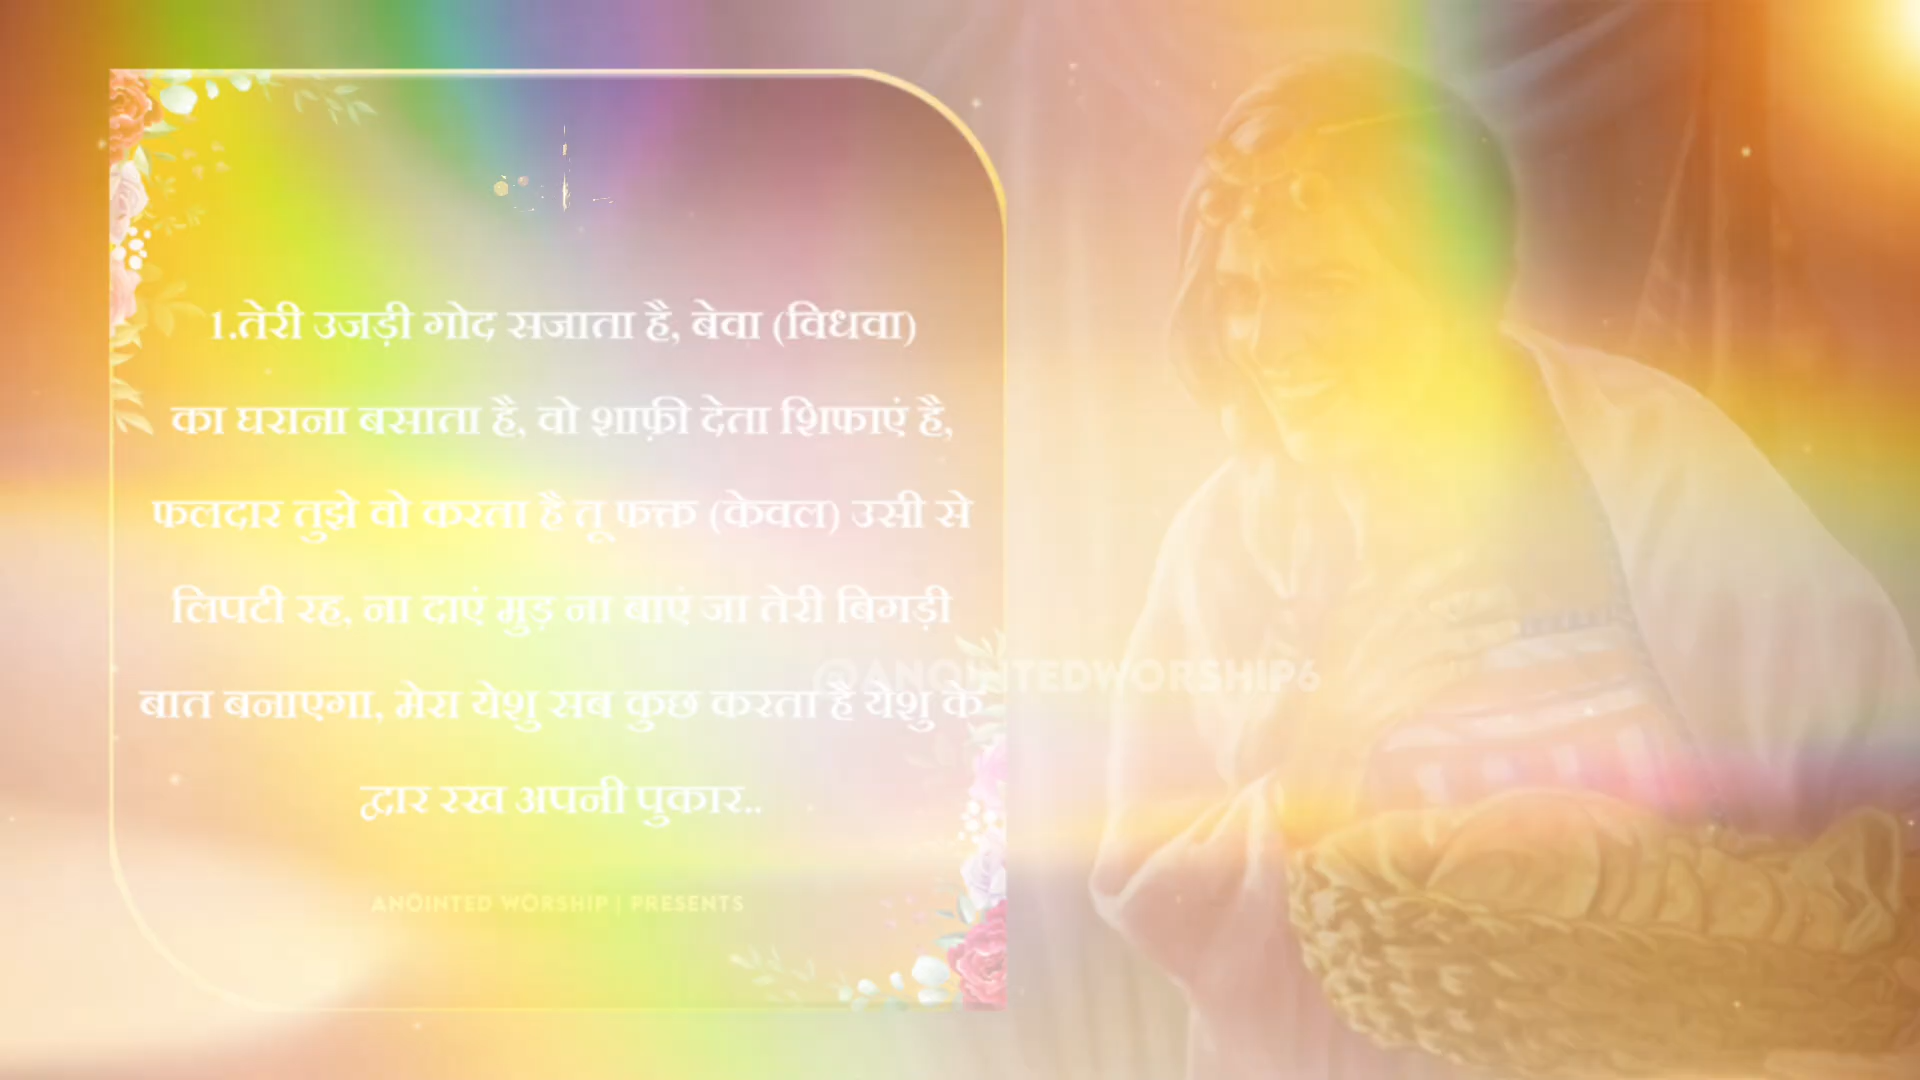 1.तेरी उजड़ी गोद सजाता है, बेवा (विधवा)
का घराना बसाता है, वो शाफ़ी देता शिफाएं है,
फलदार तुझे वो करता है तू फक्त (केवल) उसी से
लिपटी रह, ना दाएं मुड़ ना बाएं जा तेरी बिगड़ी
बात बनाएगा, मेरा येशु सब कुछ करता है येशु के
द्वार रख अपनी पुकार..
@ANOINTEDWORSHIP6
ANOINTED WORSHIP | PRESENTS